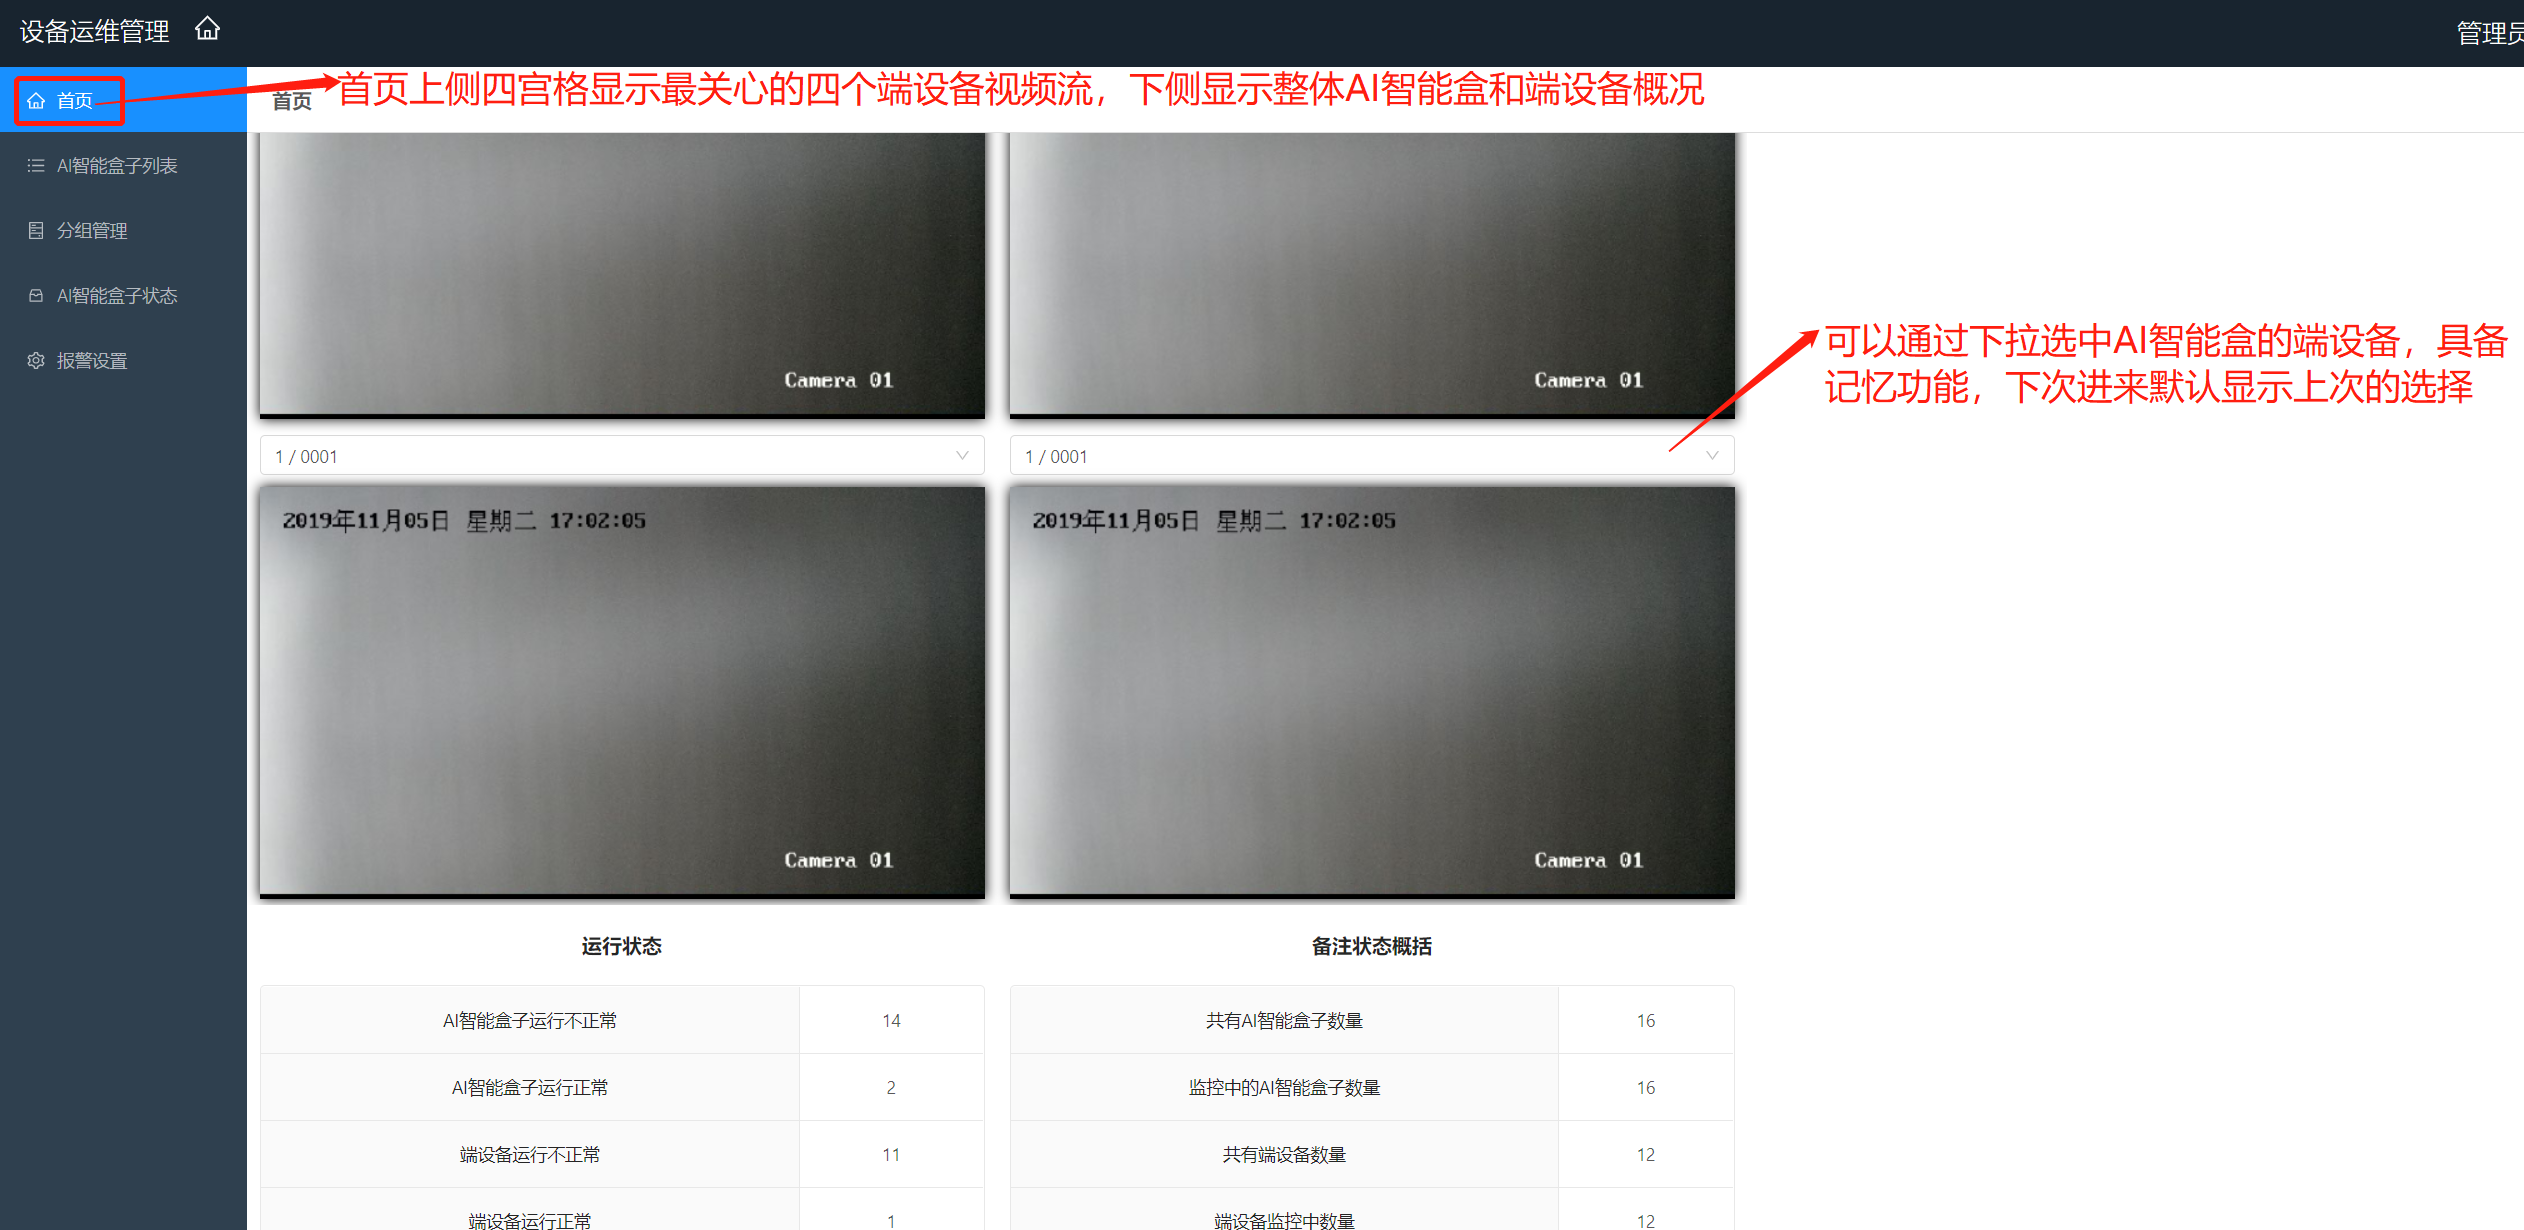 设备运维管理
管理员
首页
首页
首页上侧四宫格显示最关心的四个端设备视频流，下侧显示整体AI智能盒和端设备概况
AI智能盒子列表
分组管理
AI智能盒子状态
报警设置
可以通过下拉选中AI智能盒的端设备，具备
记忆功能，下次进来默认显示上次的选择
Camera 01
Camera 01
1 / 0001
1 / 0001
2019年11月05日 星期二 17:02:05
2019年11月05日 星期二 17:02:05
Camera 01
Camera 01
运行状态
AI智能盒子运行不正常 14
AI智能盒子运行正常 2
端设备运行不正常 11
端设备运行正常 1
备注状态概括
共有AI智能盒子数量 16
监控中的AI智能盒子数量 16
共有端设备数量 12
端设备监控中数量 12